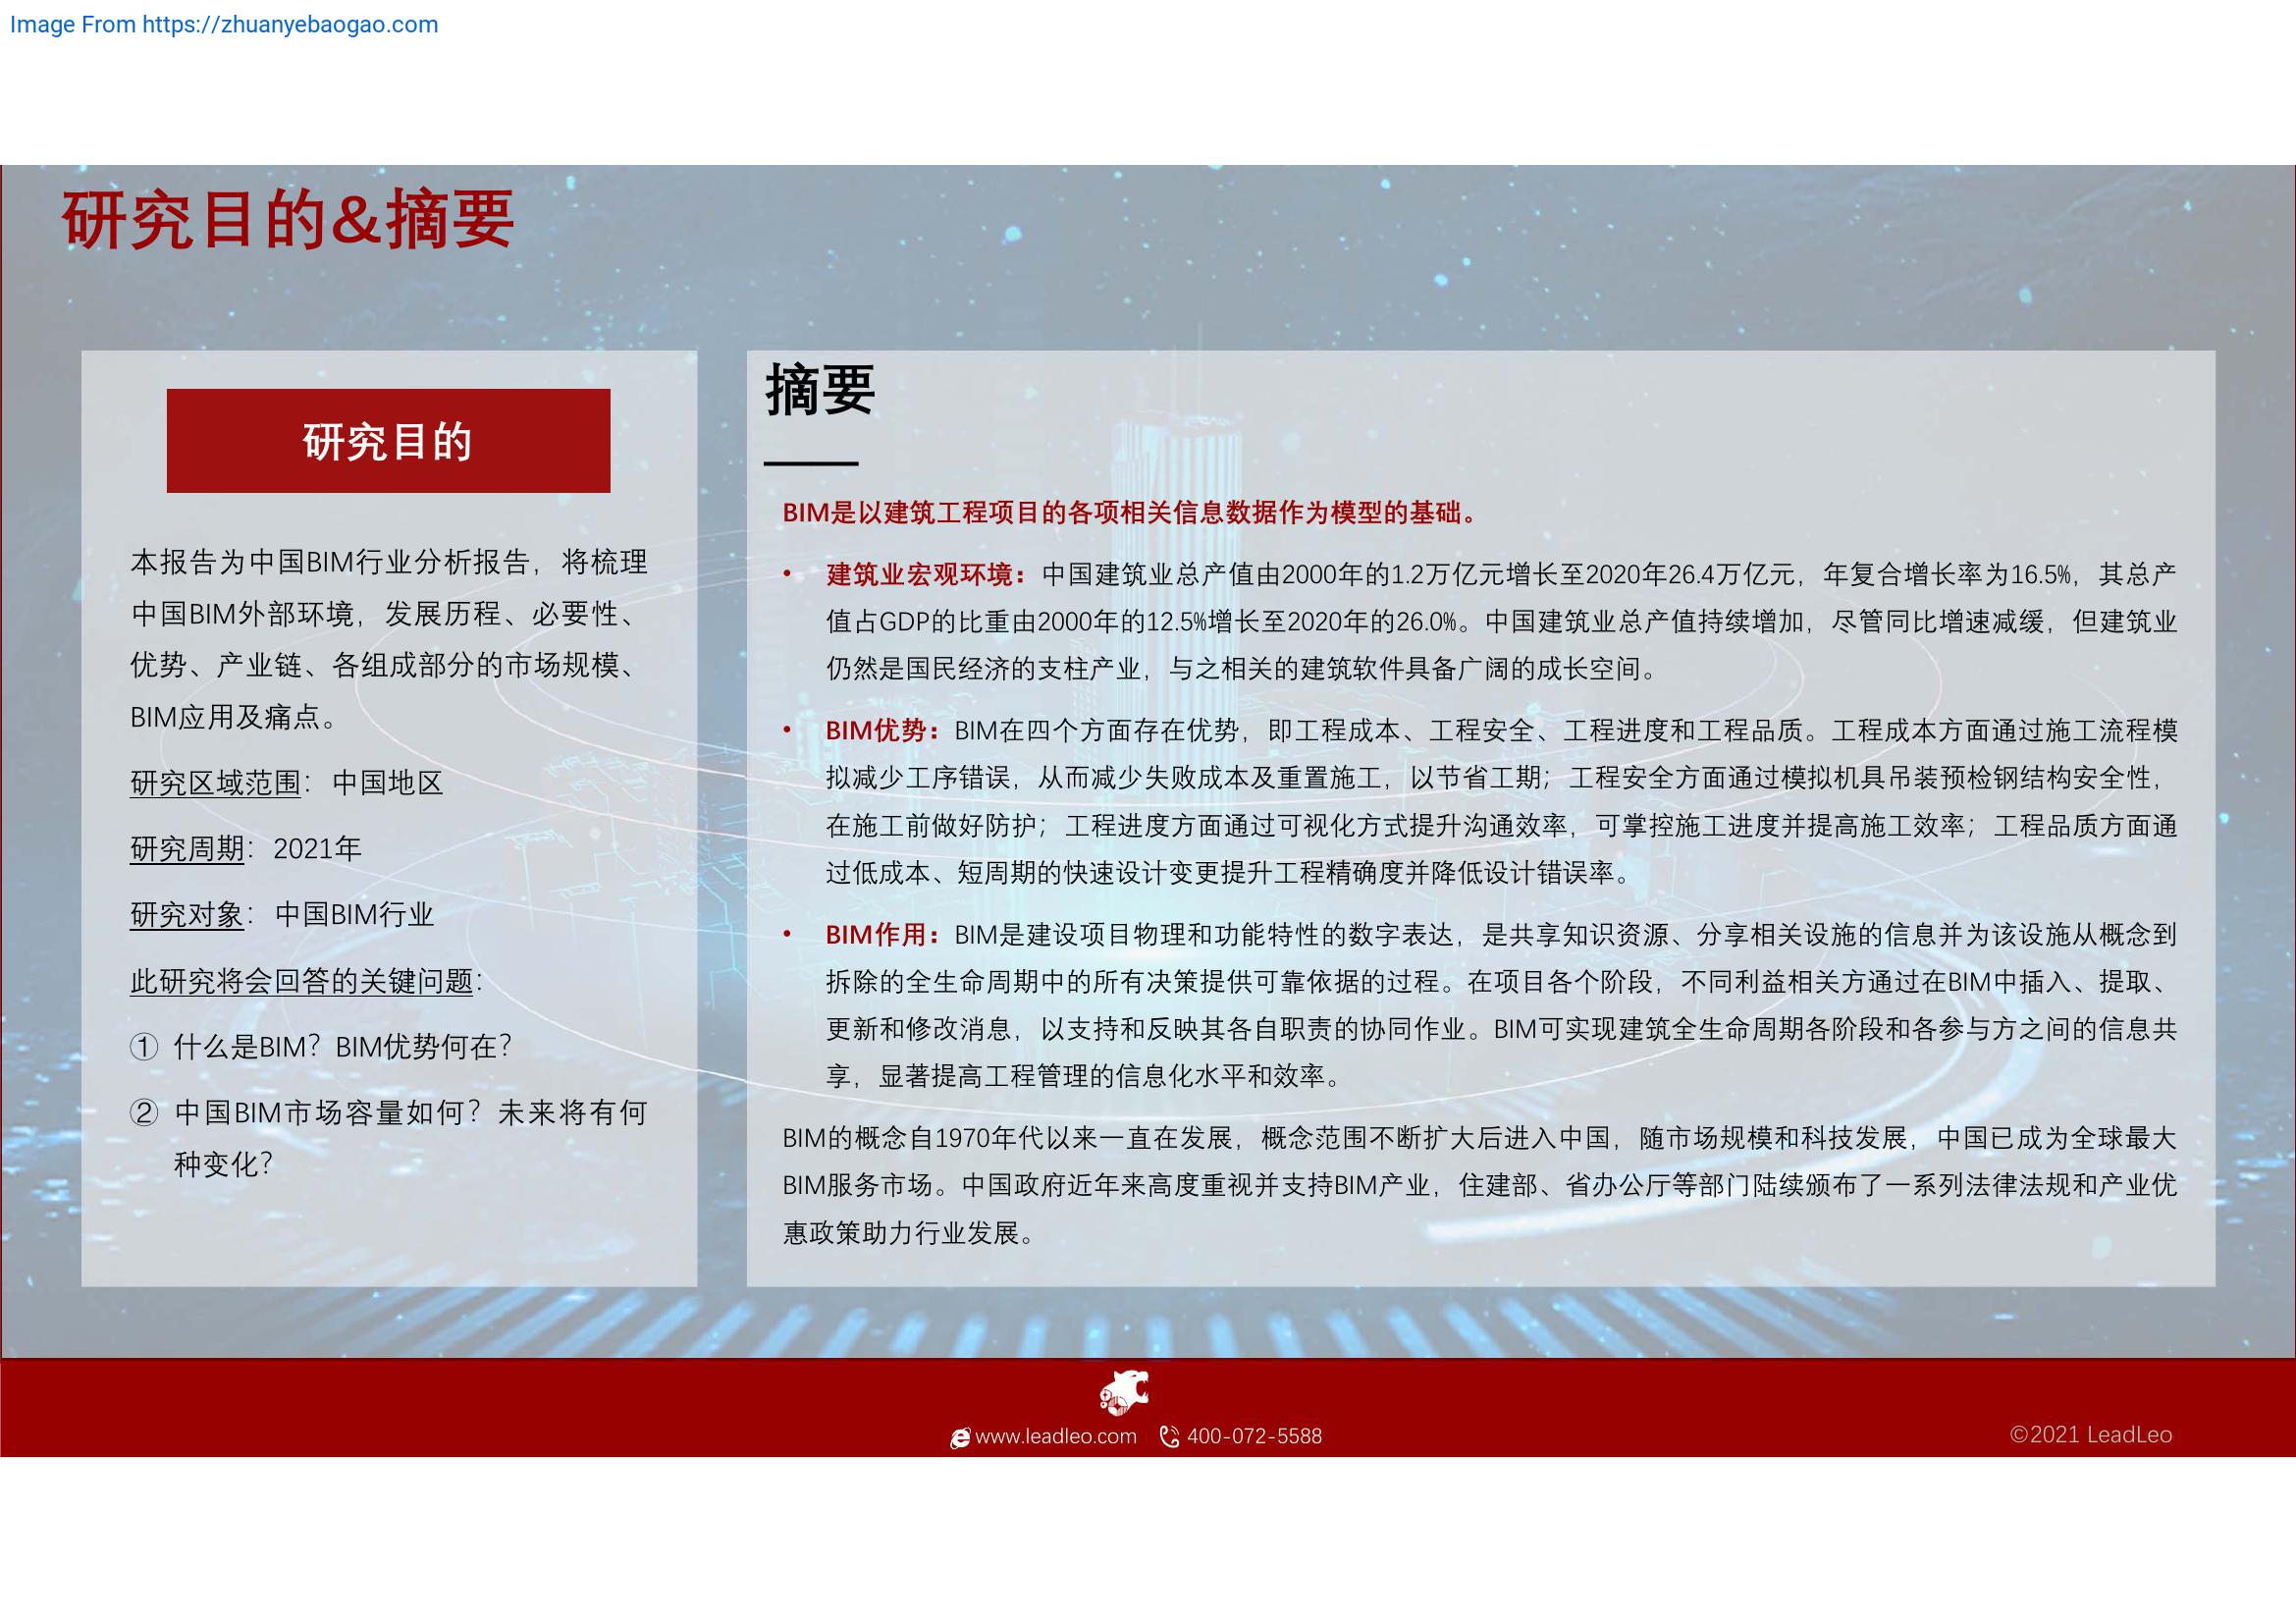 Image From https://zhuanyebaogao.com
研究目的&摘要
研究目的
本报告为中国BIM行业分析报告，将梳理
中国BIM外部环境，发展历程、必要性、
优势、产业链、各组成部分的市场规模、
BIM应用及痛点。
研究区域范围：中国地区
研究周期：2021年
研究对象：中国BIM行业
此研究将会回答的关键问题：
① 什么是BIM？BIM优势何在？
② 中国BIM市场容量如何？未来将有何
种变化？
摘要
BIM是以建筑工程项目的各项相关信息数据作为模型的基础。
• 建筑业宏观环境：中国建筑业总产值由2000年的1.2万亿元增长至2020年26.4万亿元，年复合增长率为16.5%，其总产
值占GDP的比重由2000年的12.5%增长至2020年的26.0%。中国建筑业总产值持续增加，尽管同比增速减缓，但建筑业
仍然是国民经济的支柱产业，与之相关的建筑软件具备广阔的成长空间。
• BIM优势：BIM在四个方面存在优势，即工程成本、工程安全、工程进度和工程品质。工程成本方面通过施工流程模
拟减少工序错误，从而减少失败成本及重置施工，以节省工期；工程安全方面通过模拟机具吊装预检钢结构安全性，
在施工前做好防护；工程进度方面通过可视化方式提升沟通效率，可掌控施工进度并提高施工效率；工程品质方面通
过低成本、短周期的快速设计变更提升工程精确度并降低设计错误率。
• BIM作用：BIM是建设项目物理和功能特性的数字表达，是共享知识资源、分享相关设施的信息并为该设施从概念到
拆除的全生命周期中的所有决策提供可靠依据的过程。在项目各个阶段，不同利益相关方通过在BIM中插入、提取、
更新和修改消息，以支持和反映其各自职责的协同作业。BIM可实现建筑全生命周期各阶段和各参与方之间的信息共
享，显著提高工程管理的信息化水平和效率。
BIM的概念自1970年代以来一直在发展，概念范围不断扩大后进入中国，随市场规模和科技发展，中国已成为全球最大
BIM服务市场。中国政府近年来高度重视并支持BIM产业，住建部、省办公厅等部门陆续颁布了一系列法律法规和产业优
惠政策助力行业发展。
www.leadleo.com 400-072-5588
©2021 LeadLeo